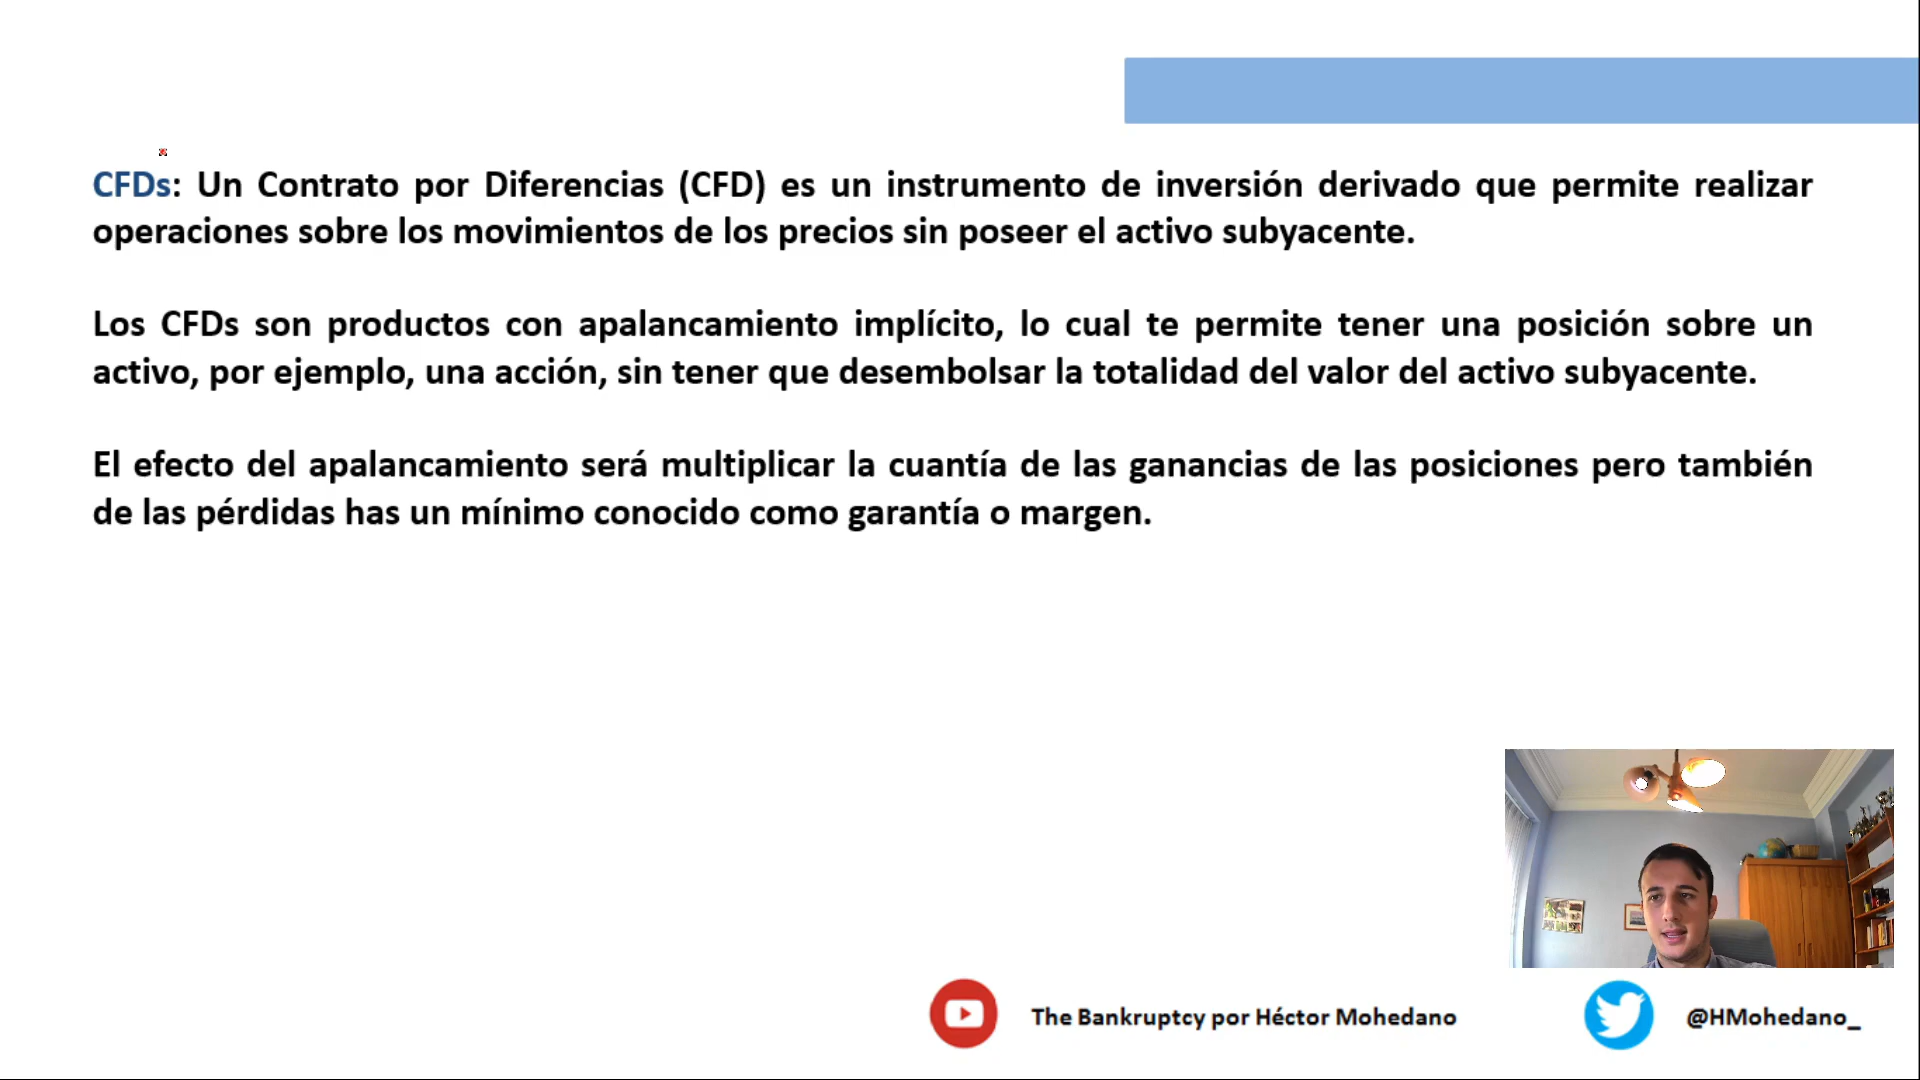 CFDs: Un Contrato por Diferencias (CFD) es un instrumento de inversión derivado que permite realizar
operaciones sobre los movimientos de los precios sin poseer el activo subyacente.
Los CFDs son productos con apalancamiento implícito, lo cual te permite tener una posición sobre un
activo, por ejemplo, una acción, sin tener que desembolsar la totalidad del valor del activo subyacente.
El efecto del apalancamiento será multiplicar la cuantía de las ganancias de las posiciones pero también
de las pérdidas has un mínimo conocido como garantía o margen.
The Bankruptcy por Héctor Mohedano
@HMohedano_